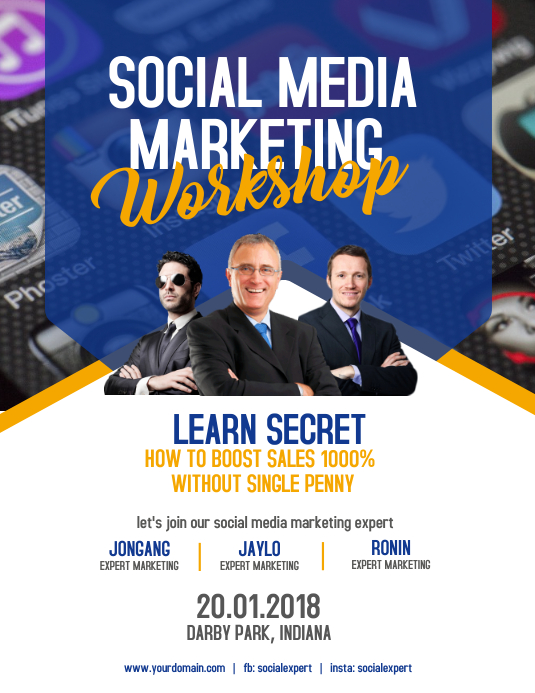 SOCIAL MEDIA
MARKETING
Workshop
Twitter
LEARN SECRET
HOW TO BOOST SALES 1000%
WITHOUT SINGLE PENNY
let's join our social media marketing expert
JONGANG
EXPERT MARKETING
JAYLO
EXPERT MARKETING
RONIN
EXPERT MARKETING
20.01.2018
DARBY PARK, INDIANA
www.yourdomain.com | fb: socialexpert | insta: socialexpert